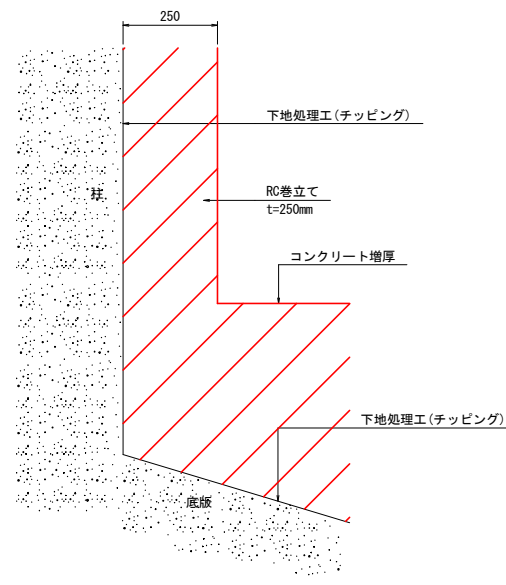 250
下地処理工(チッピング)
柱
RC巻立て
t=250mm
コンクリート増厚
下地処理工(チッピング)
底版